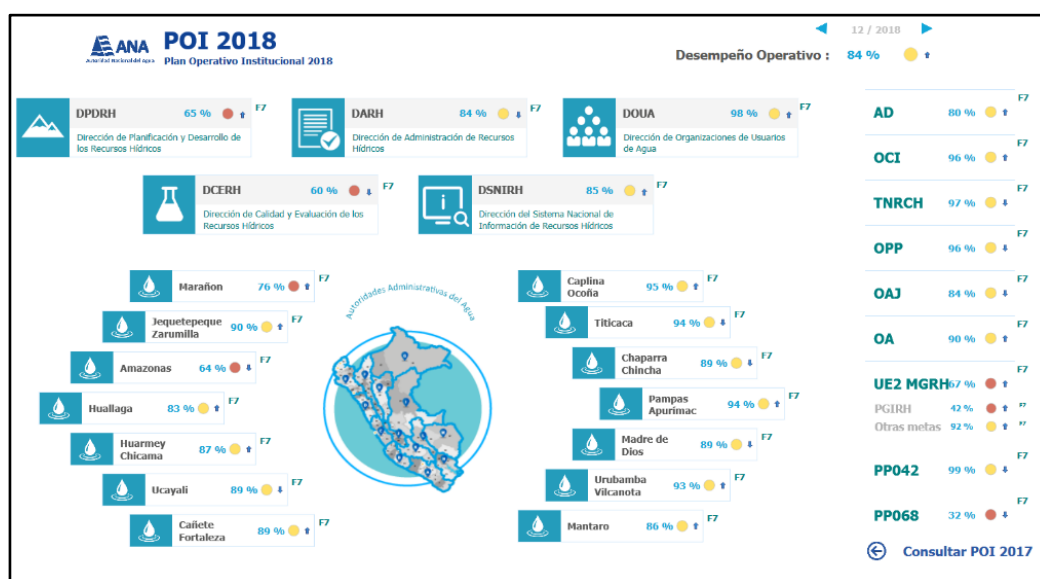 ANA
Autoridad Nacional del Agua
POI 2018
Plan Operativo Institucional 2018
12 / 2018
Desempeño Operativo : 84 %
DPDRH 65 % F7
Dirección de Planificación y Desarrollo de
los Recursos Hídricos
DARH 84 % F7
Dirección de Administración de Recursos
Hídricos
DOUA 98 % F7
Dirección de Organizaciones de Usuarios
de Agua
DCERH 60 % F7
Dirección de Calidad y Evaluación de los
Recursos Hídricos
DSNIRH 85 % F7
Dirección del Sistema Nacional de
Información de Recursos Hídricos
Marañon 76 % F7
Jequetepeque
Zarumilla 90 % F7
Amazonas 64 % F7
Huallaga 83 % F7
Huarmey
Chicama 87 % F7
Ucayali 89 % F7
Cañete
Fortaleza 89 % F7
Autoridades Administrativas del Agua
Caplina
Ocoña 95 % F7
Titicaca 94 % F7
Chaparra
Chincha 89 % F7
Pampas
Apurímac 94 % F7
Madre de
Dios 89 % F7
Urubamba
Vilcanota 93 % F7
Mantaro 86 % F7
AD 80 % F7
OCI 96 % F7
TNRCH 97 % F7
OPP 96 % F7
OAJ 84 % F7
OA 90 % F7
UE2 MGRH 67 % F7
PGIRH 42 % F7
Otras metas 92 % F7
PP042 99 % F7
PP068 32 % F7
Consultar POI 2017